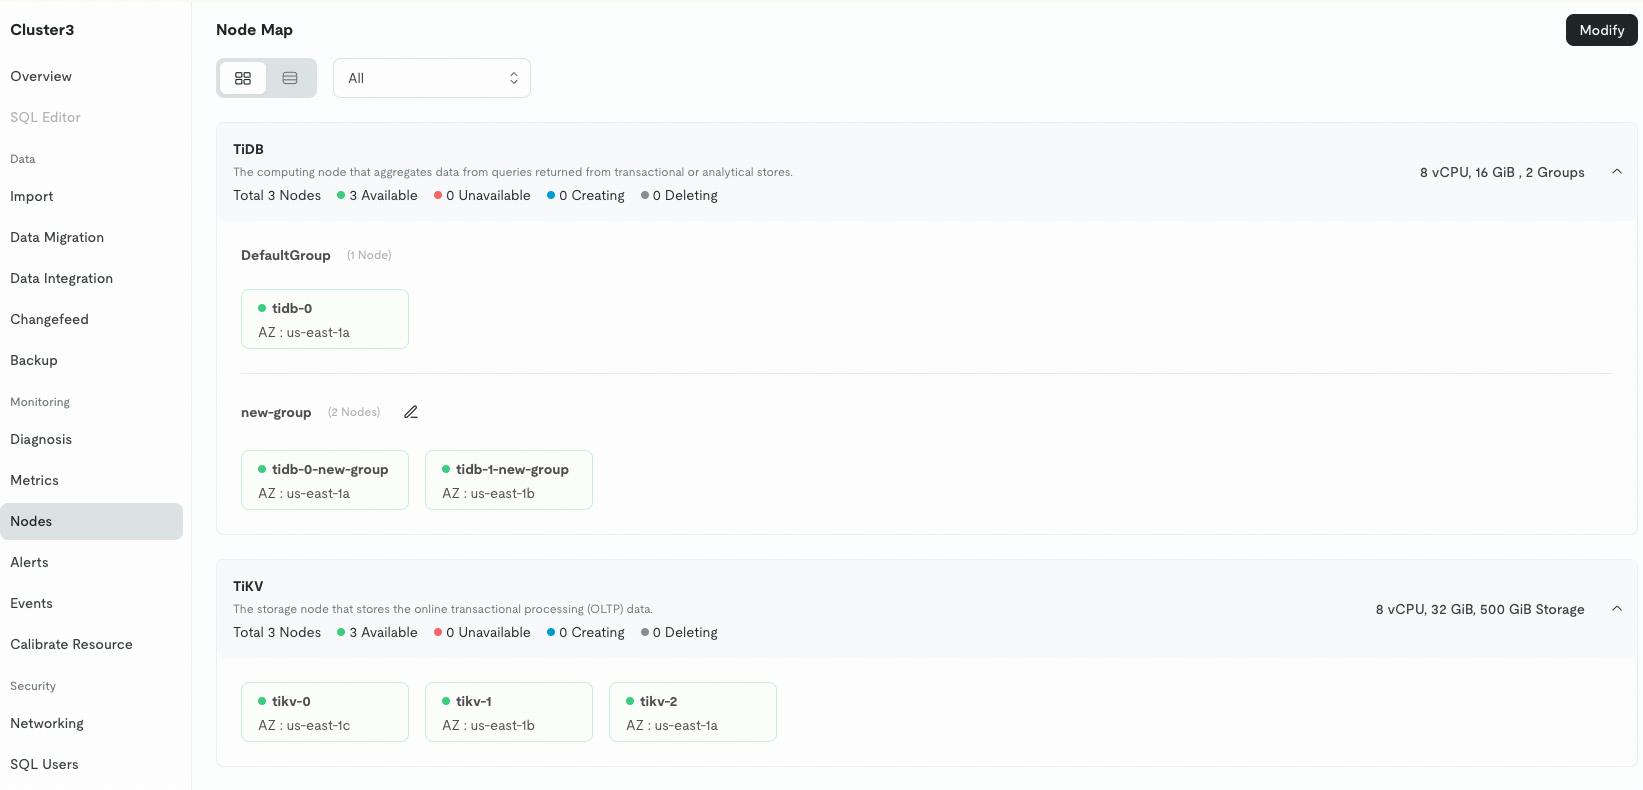 Cluster3
Overview
SQL Editor
Data
Import
Data Migration
Data Integration
Changefeed
Backup
Monitoring
Diagnosis
Metrics
Nodes
Alerts
Events
Calibrate Resource
Security
Networking
SQL Users
Node Map
Modify
All
TiDB
The computing node that aggregates data from queries returned from transactional or analytical stores.
Total 3 Nodes 3 Available 0 Unavailable 0 Creating 0 Deleting
8 vCPU, 16 GiB , 2 Groups
DefaultGroup (1 Node)
tidb-0
AZ : us-east-1a
new-group (2 Nodes)
tidb-0-new-group
AZ : us-east-1a
tidb-1-new-group
AZ : us-east-1b
TiKV
The storage node that stores the online transactional processing (OLTP) data.
Total 3 Nodes 3 Available 0 Unavailable 0 Creating 0 Deleting
8 vCPU, 32 GiB, 500 GiB Storage
tikv-0
AZ : us-east-1c
tikv-1
AZ : us-east-1b
tikv-2
AZ : us-east-1a